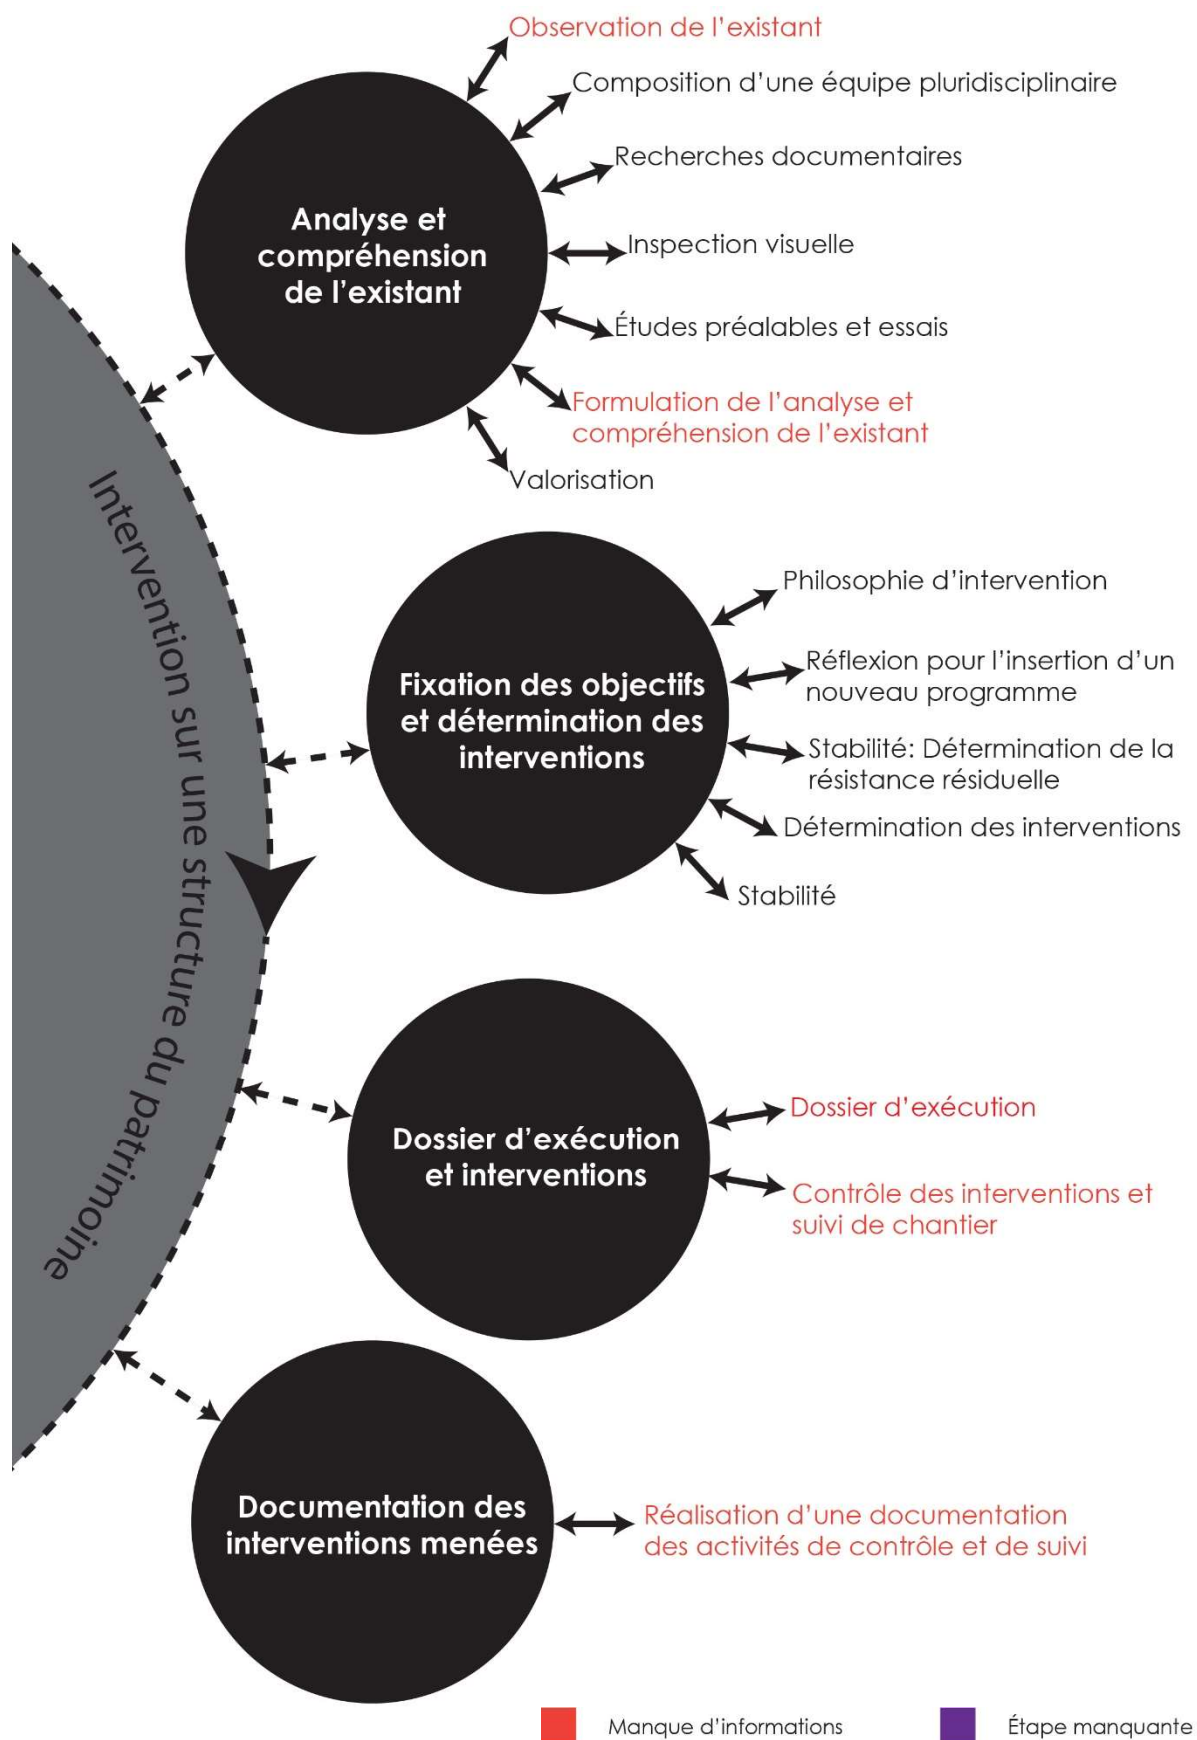 Observation de l’existant
Composition d’une équipe pluridisciplinaire
Recherches documentaires
Analyse et
compréhension
de l’existant
Inspection visuelle
Études préalables et essais
Formulation de l’analyse et
compréhension de l’existant
Valorisation
Intervention sur une structure du patrimoine
Philosophie d’intervention
Fixation des objectifs
et détermination des
interventions
Réflexion pour l’insertion d’un
nouveau programme
Stabilité: Détermination de la
résistance résiduelle
Détermination des interventions
Stabilité
Dossier d’exécution
et interventions
Dossier d’exécution
Contrôle des interventions et
suivi de chantier
Documentation des
interventions menées
Réalisation d’une documentation
des activités de contrôle et de suivi
Manque d’informations
Étape manquante